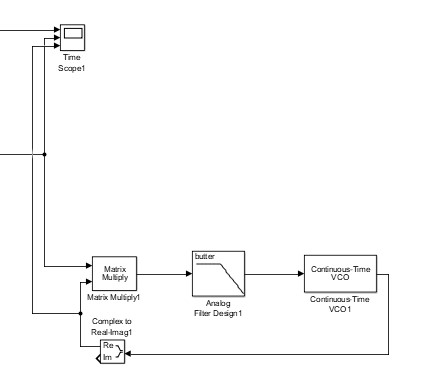 Time
Scope1
butter
Matrix
Multiply
Continuous-Time
VCO
Matrix Multiply1
Analog
Filter Design1
Continuous-Time
VCO1
Complex to
Real-Imag1
Re
Im